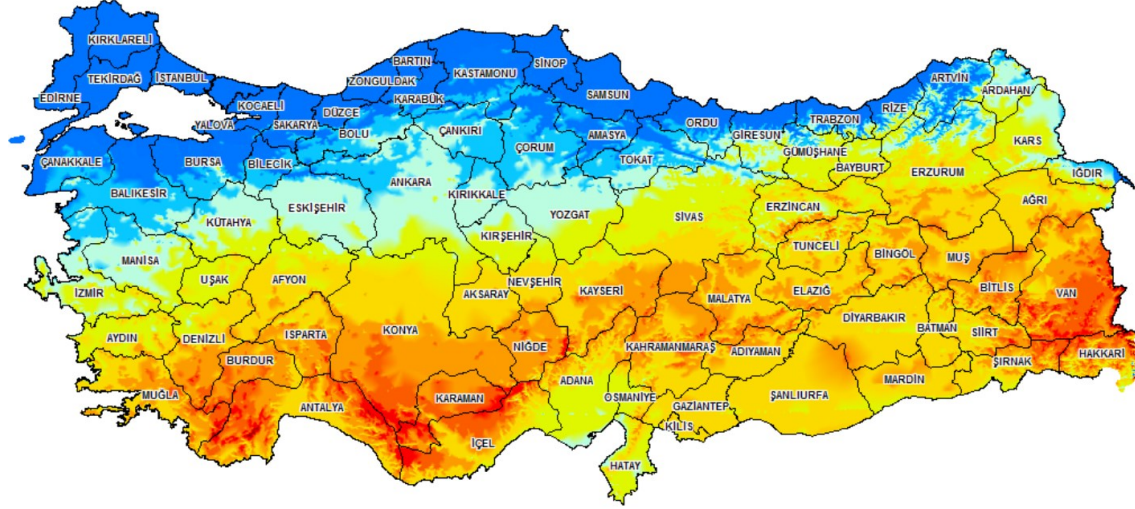 KIRKLARELİ
TEKİRDAĞ
İSTANBUL
EDİRNE
KOCAELİ
YALOVA
SAKARYA
DÜZCE
ZONGULDAK
BARTIN
KARABÜK
KASTAMONU
SİNOP
SAMSUN
BOLU
ÇANKIRI
AMASYA
ORDU
GİRESUN
TRABZON
RİZE
ARTVİN
ARDAHAN
ÇANAKKALE
BURSA
BİLECİK
ÇORUM
TOKAT
GÜMÜŞHANE
BAYBURT
KARS
BALIKESİR
ANKARA
KIRIKKALE
ERZURUM
IĞDIR
KÜTAHYA
ESKİŞEHİR
YOZGAT
SİVAS
ERZİNCAN
AĞRI
KIRŞEHİR
MANİSA
UŞAK
AFYON
NEVŞEHİR
TUNCELİ
BİNGÖL
MUŞ
İZMİR
AKSARAY
KAYSERİ
MALATYA
ELAZIĞ
BİTLİS
VAN
AYDIN
DENİZLİ
ISPARTA
KONYA
NİĞDE
KAHRAMANMARAŞ
ADIYAMAN
DİYARBAKIR
BATMAN
SİİRT
HAKKARİ
BURDUR
ŞIRNAK
MUĞLA
ANTALYA
KARAMAN
ADANA
OSMANİYE
GAZİANTEP
ŞANLIURFA
MARDİN
KİLİS
İÇEL
HATAY